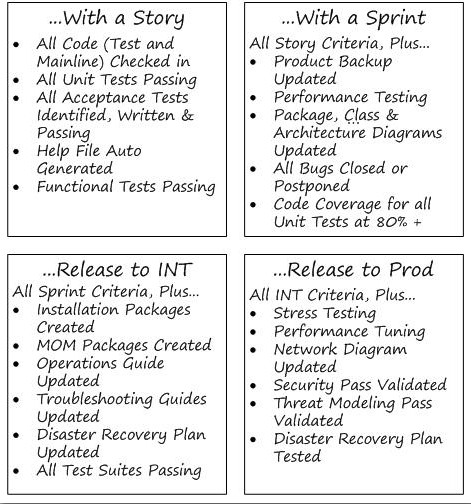 ...With a Story
• All Code (Test and
Mainline) Checked in
• All Unit Tests Passing
• All Acceptance Tests
Identified, Written &
Passing
• Help File Auto
Generated
• Functional Tests Passing
...With a Sprint
All Story Criteria, Plus...
• Product Backup
Updated
• Performance Testing
• Package, Class &
Architecture Diagrams
Updated
• All Bugs Closed or
Postponed
• Code Coverage for all
Unit Tests at 80% +
...Release to INT
All Sprint Criteria, Plus...
• Installation Packages
Created
• MOM Packages Created
• Operations Guide
Updated
• Troubleshooting Guides
Updated
• Disaster Recovery Plan
Updated
• All Test Suites Passing
...Release to Prod
All INT Criteria, Plus...
• Stress Testing
• Performance Tuning
• Network Diagram
Updated
• Security Pass Validated
• Threat Modeling Pass
Validated
• Disaster Recovery Plan
Tested